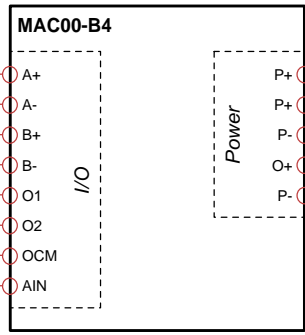 MAC00-B4
A+
A-
B+
B-
O1
O2
OCM
AIN
I/O
Power
P+
P+
P-
O+
P-